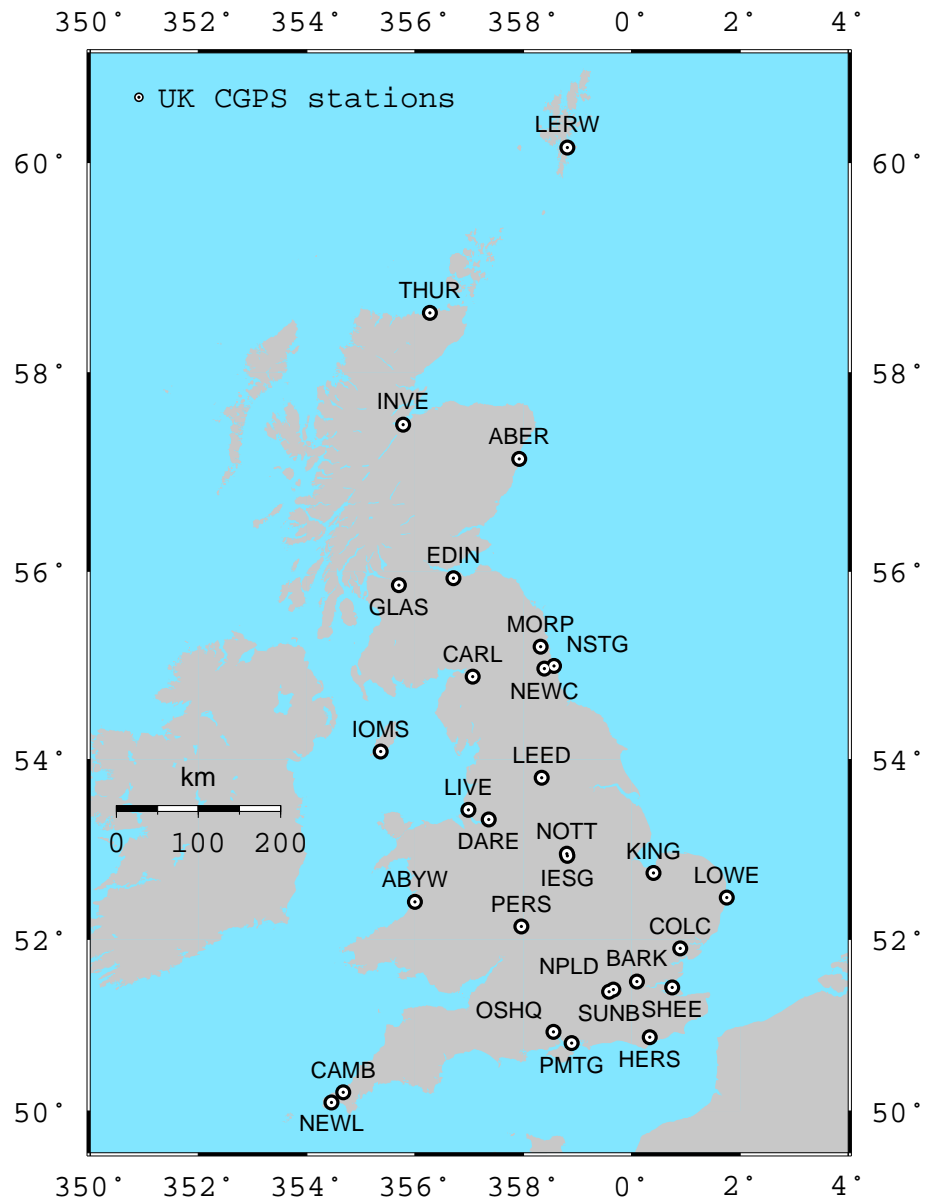 350° 352° 354° 356° 358° 0° 2° 4°
UK CGPS stations
LERW
60° 60°
THUR
58° 58°
INVE
ABER
EDIN
56° 56°
GLAS
MORP
NSTG
CARL
NEWC
IOMS
54° 54°
LEED
km
LIVE
0 100 200
DARE
NOTT
KING
IESG
ABYW
LOWE
PERS
COLC
52° 52°
BARK
NPLD
SUNB
SHEE
OSHQ
PMTG
HERS
CAMB
50° 50°
NEWL
350° 352° 354° 356° 358° 0° 2° 4°